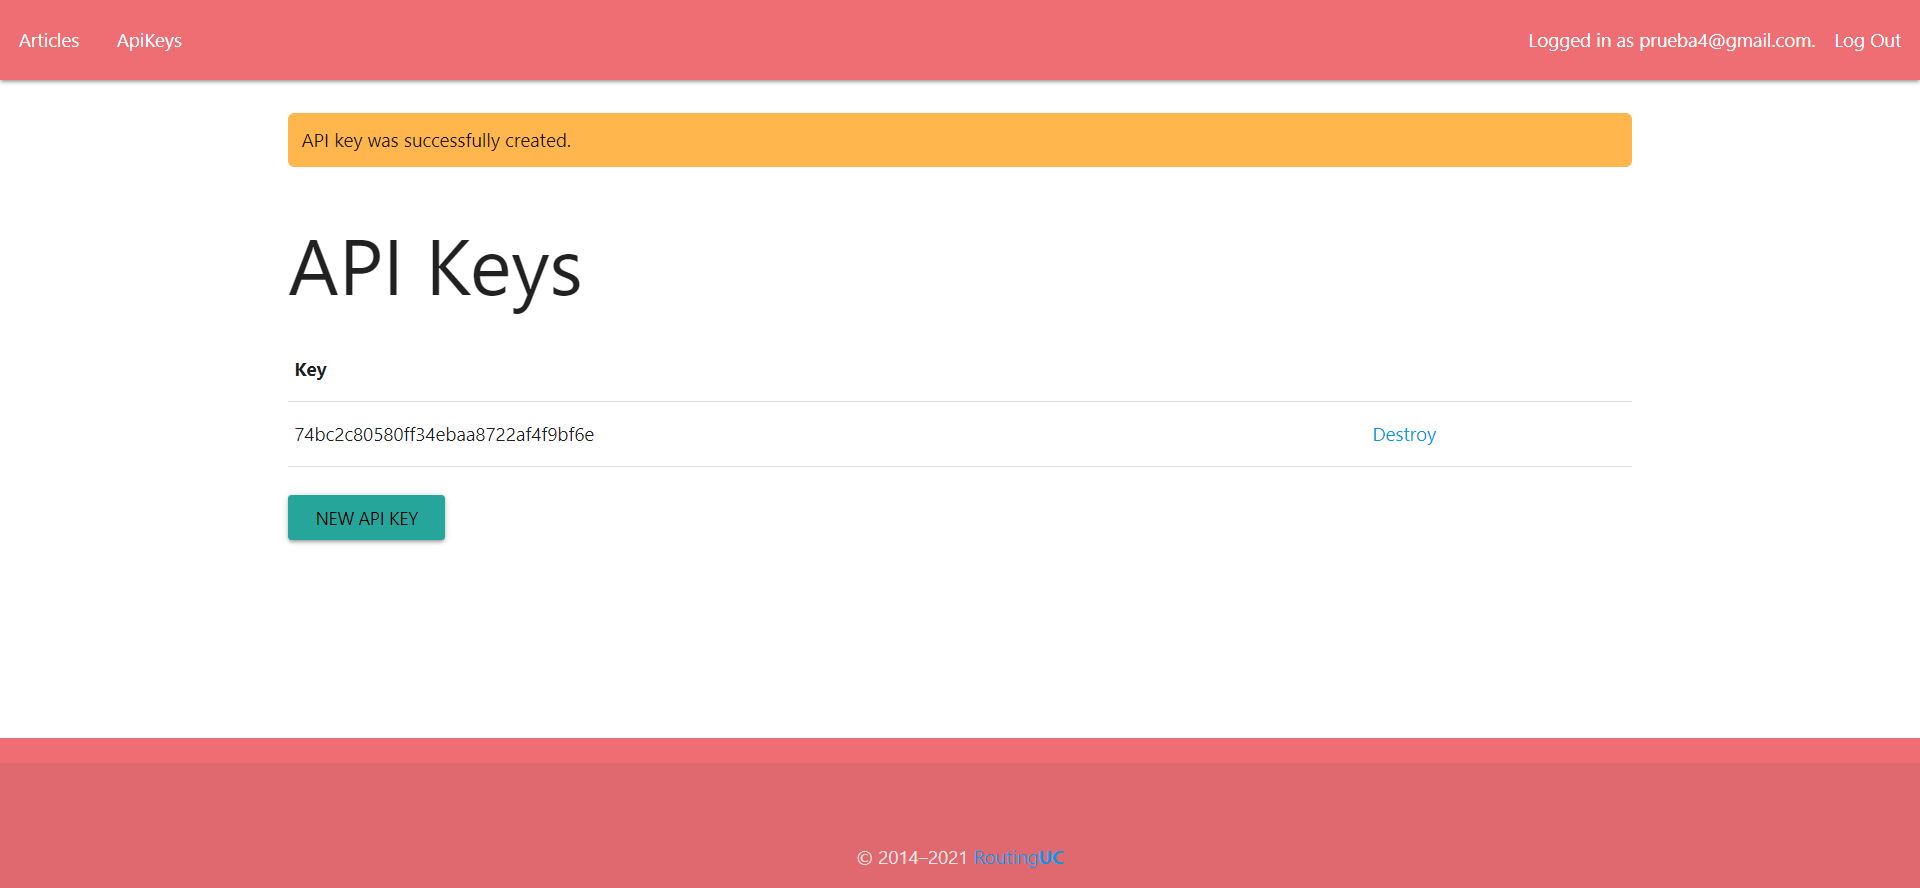 Articles ApiKeys Logged in as prueba4@gmail.com. Log Out
API key was successfully created.
API Keys
Key
74bc2c80580ff34ebaa8722af4f9bf6e Destroy
NEW API KEY
© 2014–2021 RoutingUC